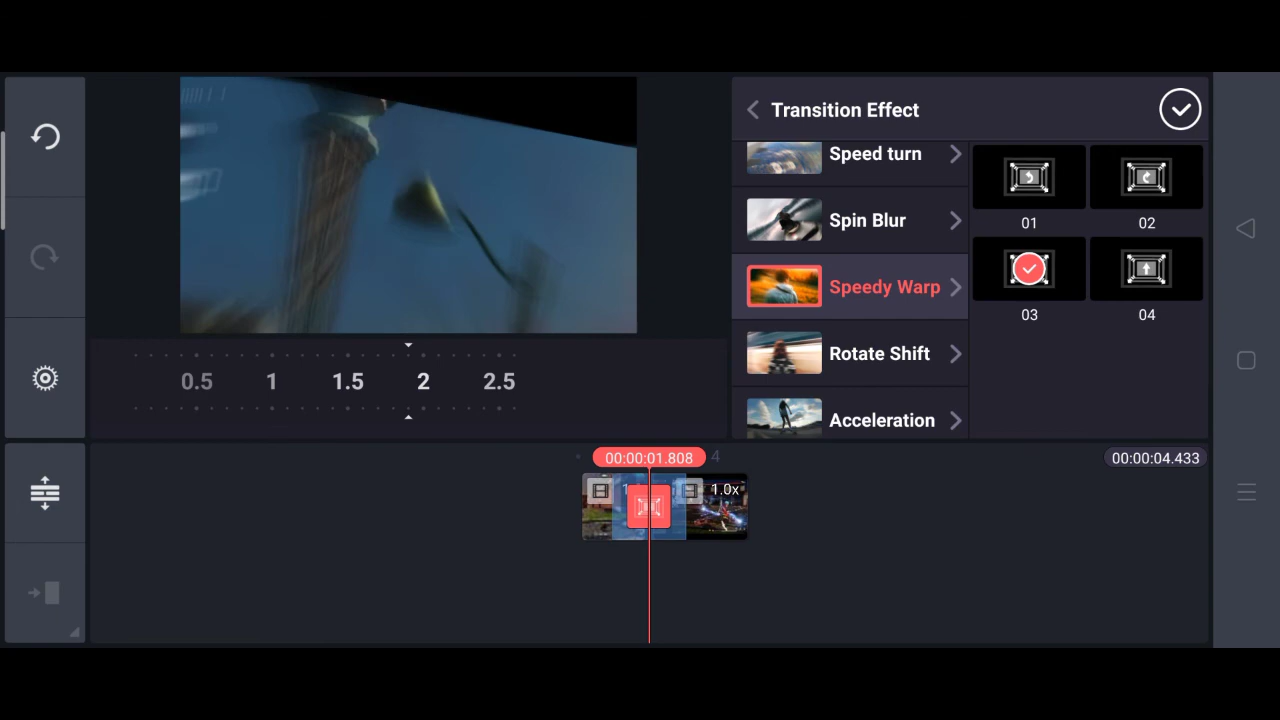 Transition Effect
Speed turn
Spin Blur
Speedy Warp
Rotate Shift
Acceleration
01
02
03
04
0.5 1 1.5 2 2.5
00:00:01.808
4
00:00:04.433
1.0x